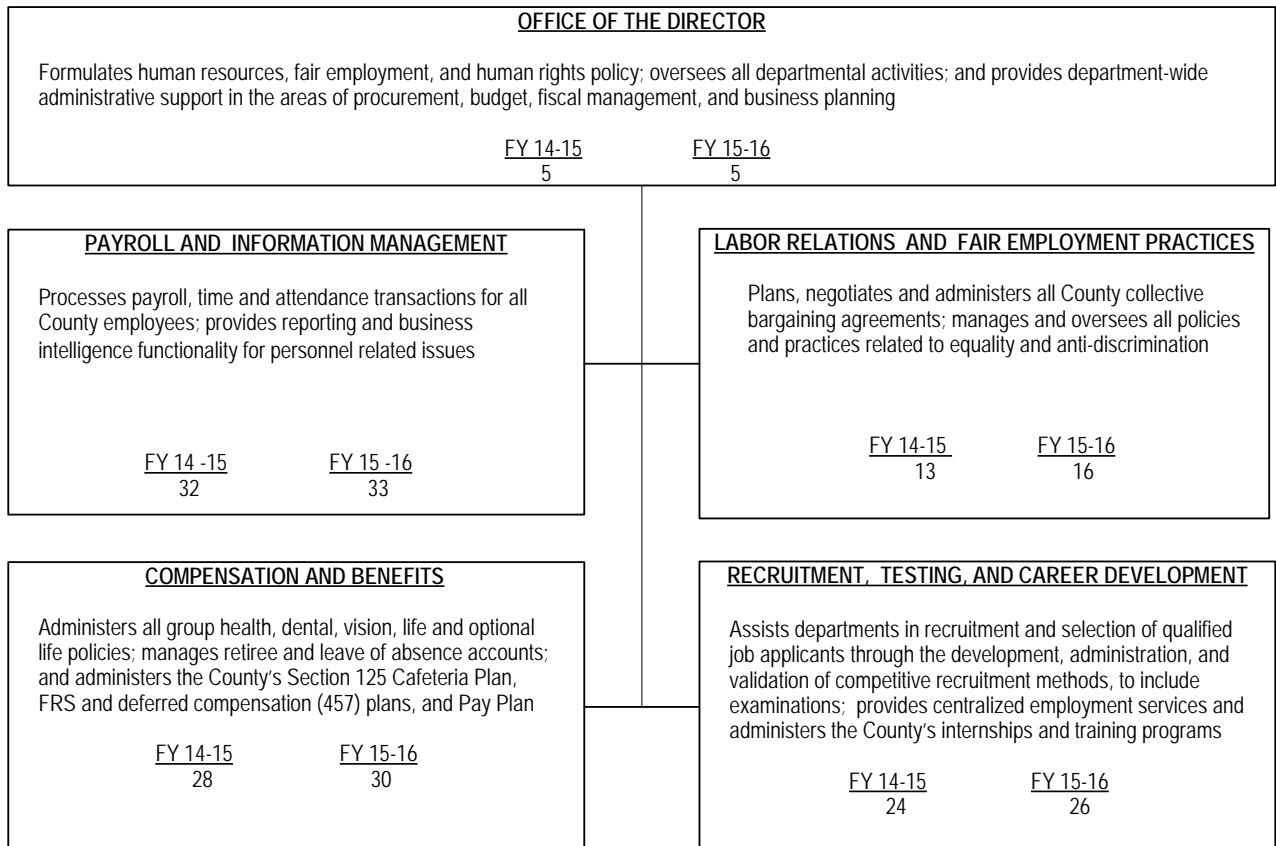 OFFICE OF THE DIRECTOR
Formulates human resources, fair employment, and human rights policy; oversees all departmental activities; and provides department-wide
administrative support in the areas of procurement, budget, fiscal management, and business planning
FY 14-15 FY 15-16
5 5
PAYROLL AND INFORMATION MANAGEMENT
Processes payroll, time and attendance transactions for all
County employees; provides reporting and business
intelligence functionality for personnel related issues
FY 14 -15 FY 15 -16
32 33
LABOR RELATIONS AND FAIR EMPLOYMENT PRACTICES
Plans, negotiates and administers all County collective
bargaining agreements; manages and oversees all policies
and practices related to equality and anti-discrimination
FY 14-15 FY 15-16
13 16
COMPENSATION AND BENEFITS
Administers all group health, dental, vision, life and optional
life policies; manages retiree and leave of absence accounts;
and administers the County's Section 125 Cafeteria Plan,
FRS and deferred compensation (457) plans, and Pay Plan
FY 14-15 FY 15-16
28 30
RECRUITMENT, TESTING, AND CAREER DEVELOPMENT
Assists departments in recruitment and selection of qualified
job applicants through the development, administration, and
validation of competitive recruitment methods, to include
examinations; provides centralized employment services and
administers the County's internships and training programs
FY 14-15 FY 15-16
24 26